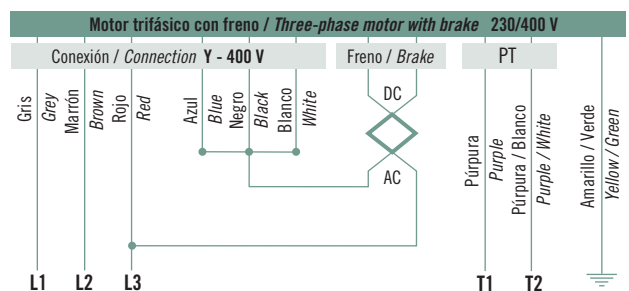 Motor trifásico con freno / Three-phase motor with brake 230/400 V
Conexión / Connection Y - 400 V
Freno / Brake
PT
Gris
Grey
Marrón
Brown
Rojo
Red
Azul
Blue
Negro
Black
Blanco
White
DC
AC
Púrpura
Purple
Púrpura / Blanco
Purple / White
Amarillo / Verde
Yellow / Green
L1
L2
L3
T1
T2